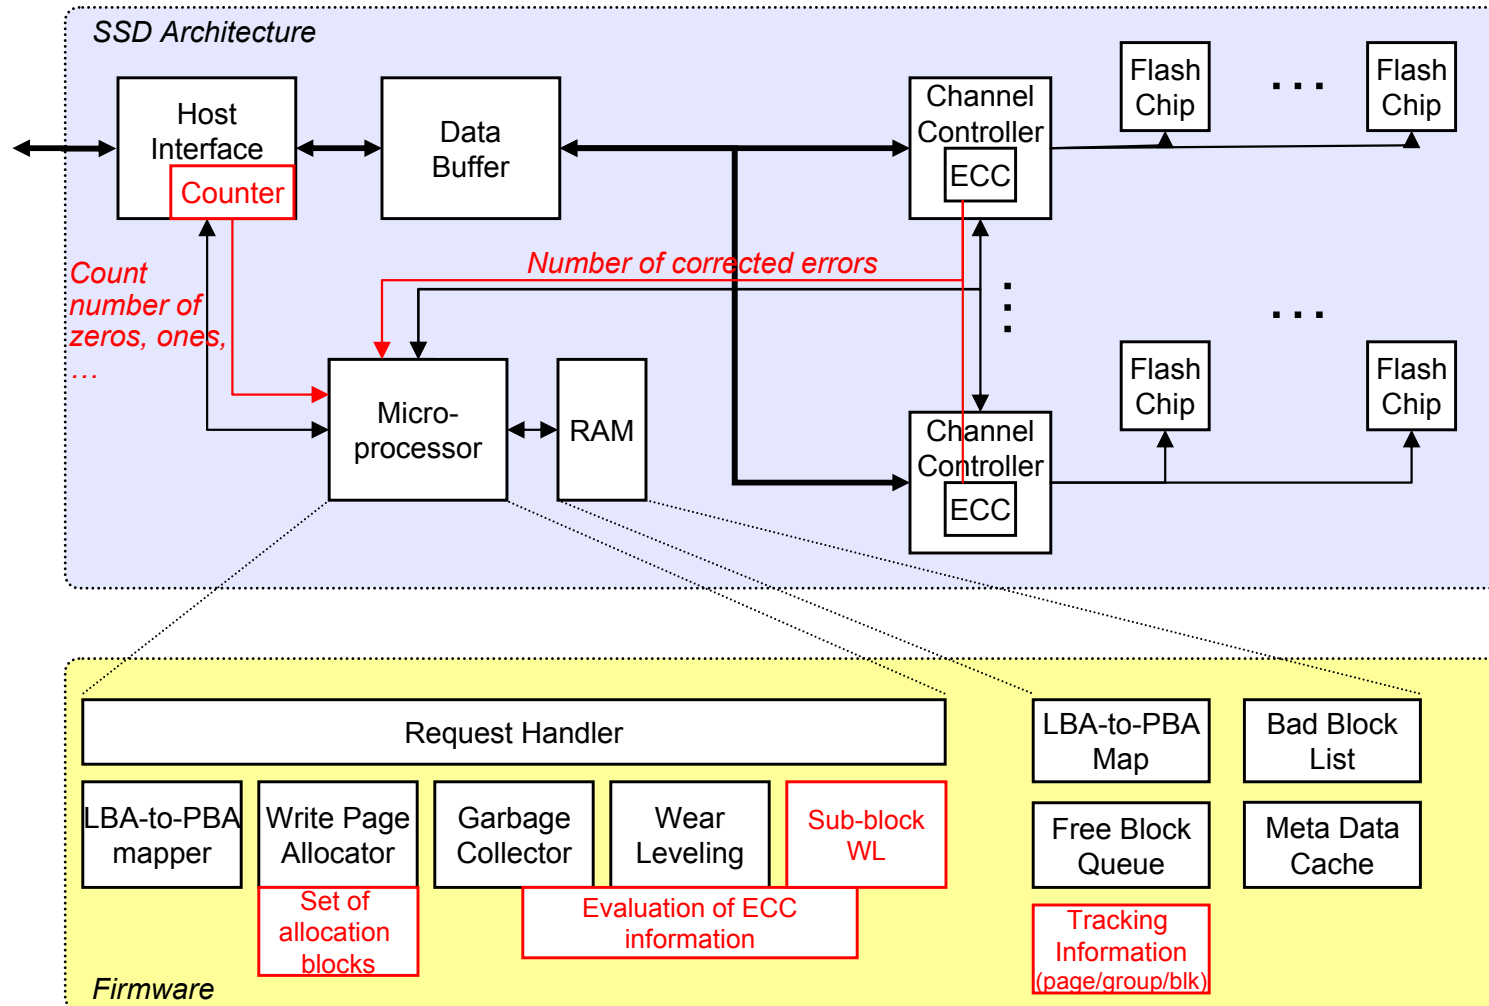 SSD Architecture
Host
Interface
Counter
Data
Buffer
Channel
Controller
ECC
Flash
Chip
. . .
Flash
Chip
Count
number of
zeros, ones,
…
Number of corrected errors
Micro-
processor
RAM
. . .
Channel
Controller
ECC
Flash
Chip
. . .
Flash
Chip
Request Handler
LBA-to-PBA
mapper
Write Page
Allocator
Garbage
Collector
Wear
Leveling
Sub-block
WL
Set of
allocation
blocks
Evaluation of ECC
information
LBA-to-PBA
Map
Bad Block
List
Free Block
Queue
Meta Data
Cache
Tracking
Information
(page/group/blk)
Firmware